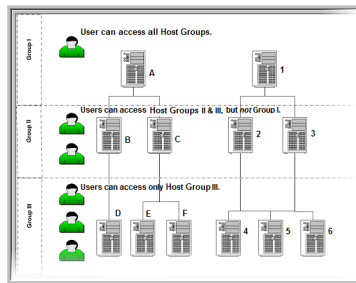 Group I
User can access all Host Groups.
A
1
Group II
Users can access Host Groups II & III, but not Group I.
B
C
2
3
Group III
Users can access only Host Group III.
D
E
F
4
5
6